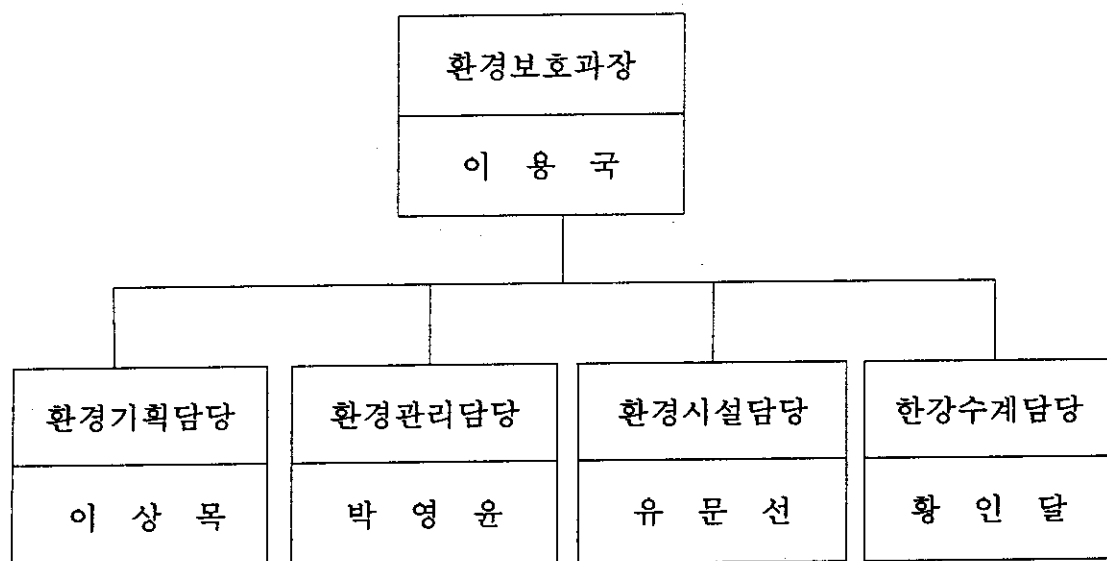 환경보호과장
이 용 국
환경기획담당 환경관리담당 환경시설담당 한강수계담당
이 상 목 박 영 윤 유 문 선 황 인 달